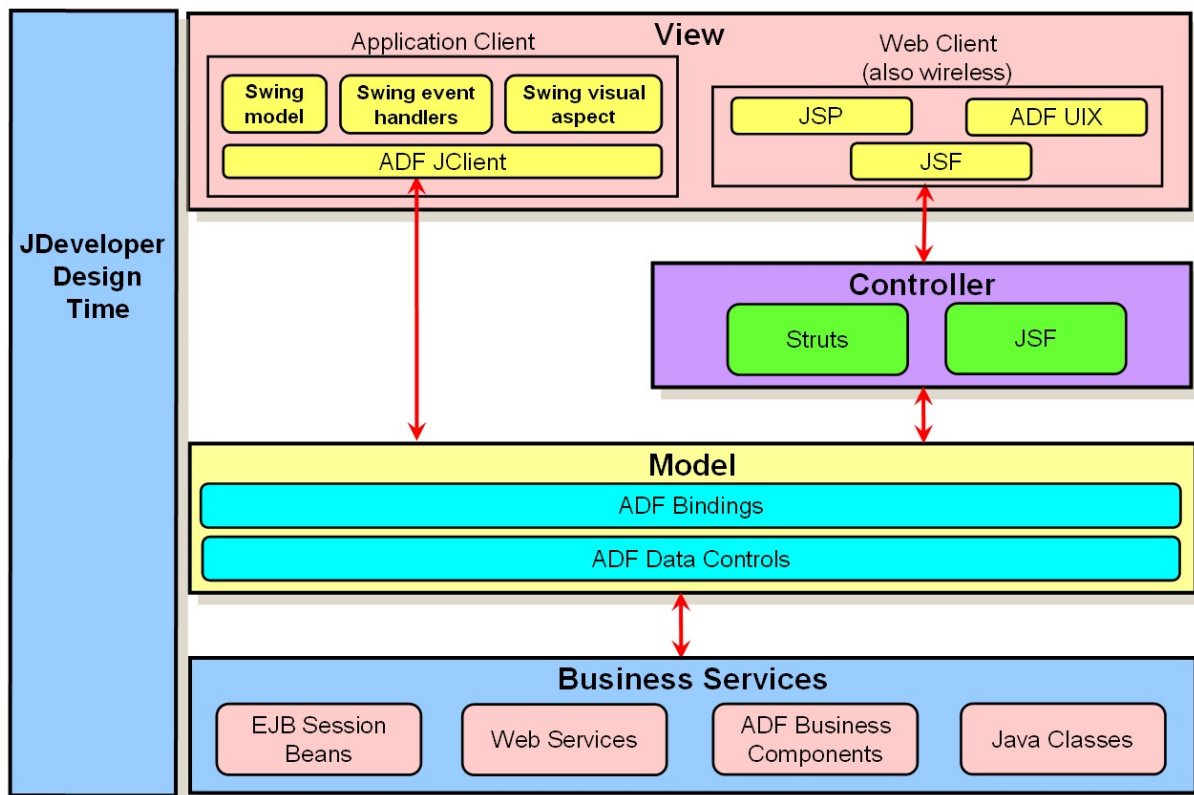 View
Application Client
Web Client
(also wireless)
Swing
model
Swing event
handlers
Swing visual
aspect
ADF JClient
JSP
ADF UIX
JSF
JDeveloper
Design
Time
Controller
Struts
JSF
Model
ADF Bindings
ADF Data Controls
Business Services
EJB Session
Beans
Web Services
ADF Business
Components
Java Classes